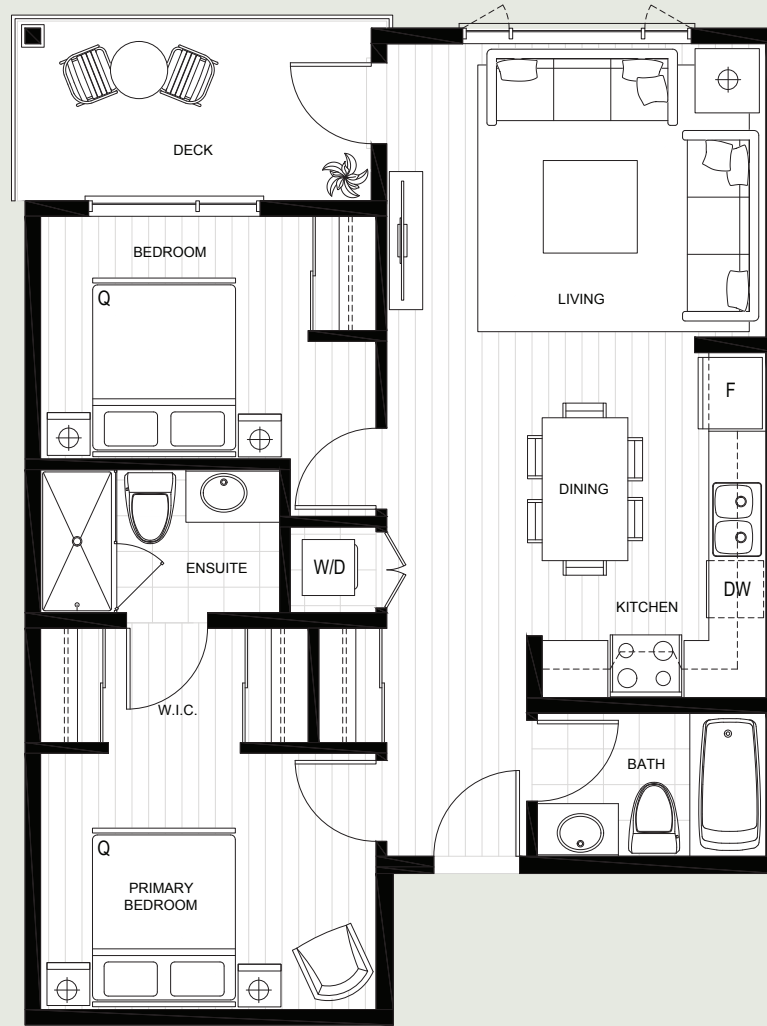 DECK
BEDROOM
Q
LIVING
F
DINING
ENSUITE
W/D
DW
KITCHEN
W.I.C.
BATH
Q
PRIMARY
BEDROOM